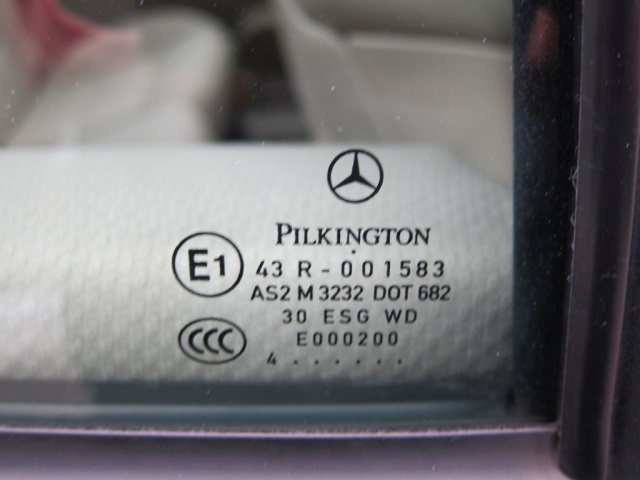 PILKINGTON
E1
43 R - 001583
AS2 M 3232 DOT 682
30 ESG WD
CCC
E000200
4 . . . . . .